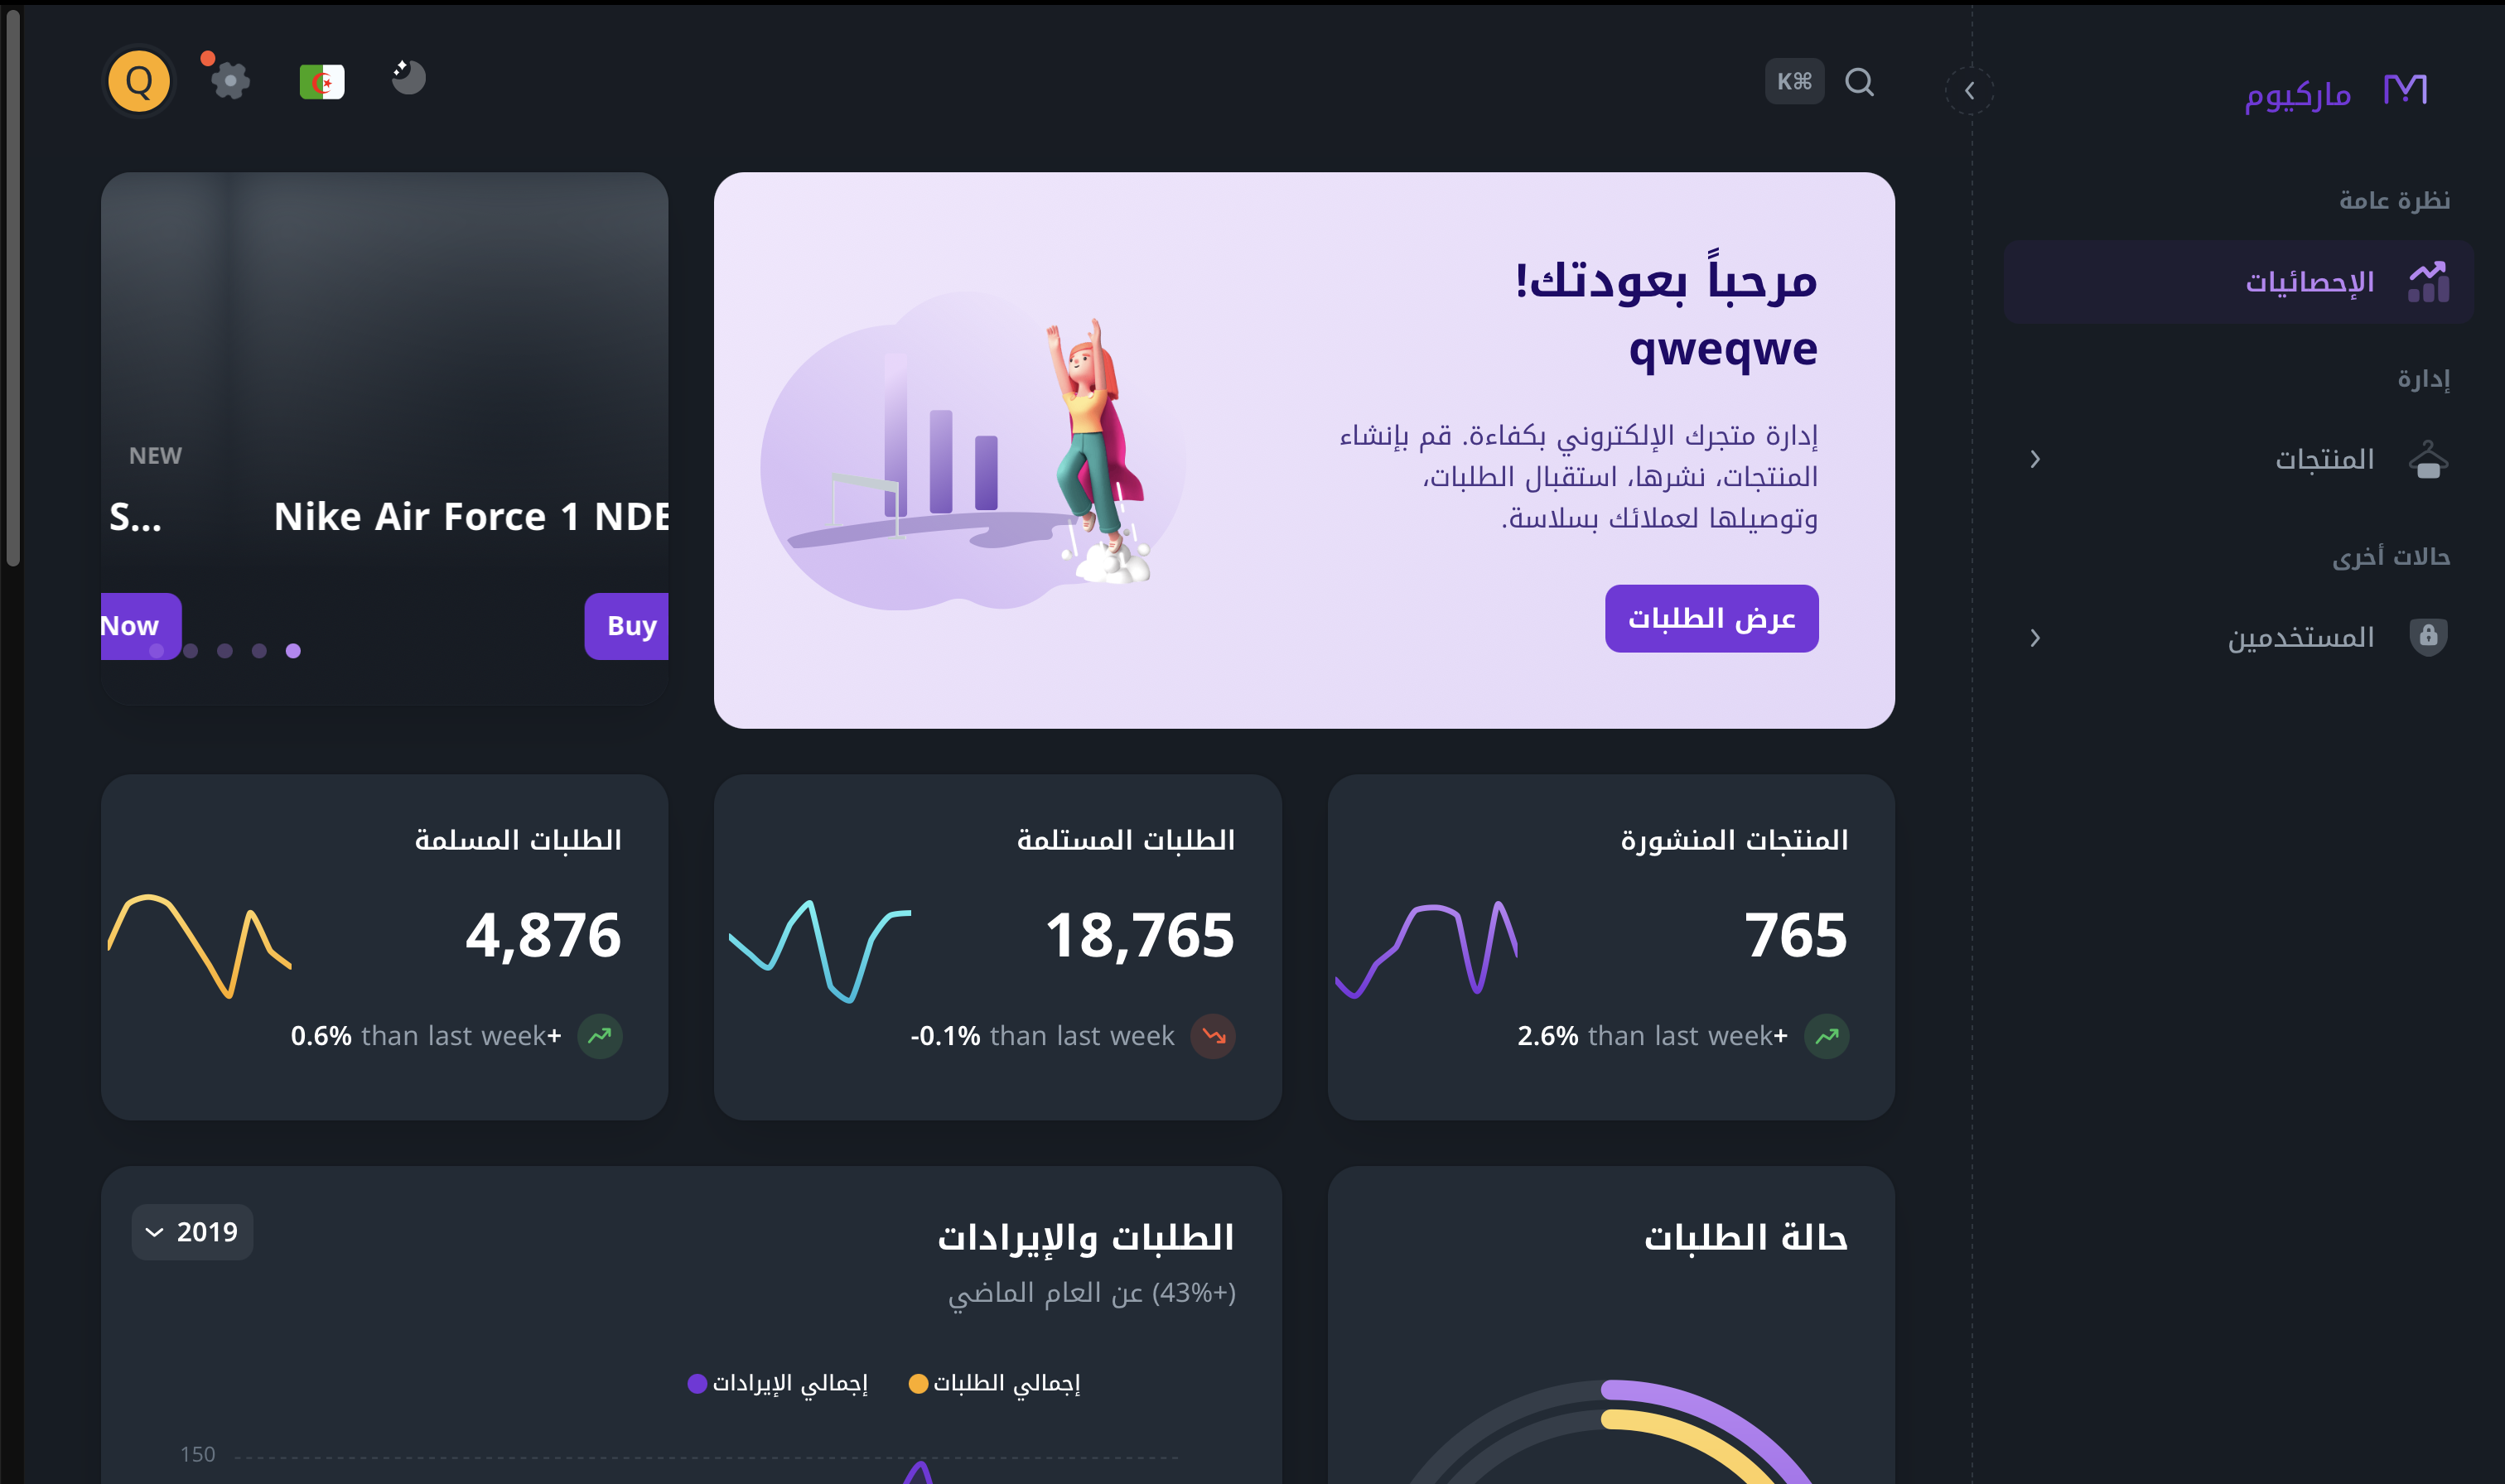 ماركيوم
نظرة عامة
الإحصائيات
إدارة
المنتجات
حالات أخرى
المستخدمين
K⌘
Q
مرحباً بعودتك!
qweqwe
إدارة متجرك الإلكتروني بكفاءة. قم بإنشاء
المنتجات، نشرها، استقبال الطلبات،
وتوصيلها لعملائك بسلاسة.
عرض الطلبات
NEW
S...
Nike Air Force 1 NDE
Now
Buy
المنتجات المنشورة
765
2.6% than last week+
الطلبات المستلمة
18,765
-0.1% than last week
الطلبات المسلمة
4,876
0.6% than last week+
حالة الطلبات
الطلبات والإيرادات
2019
(+43%) عن العام الماضي
إجمالي الطلبات
إجمالي الإيرادات
150